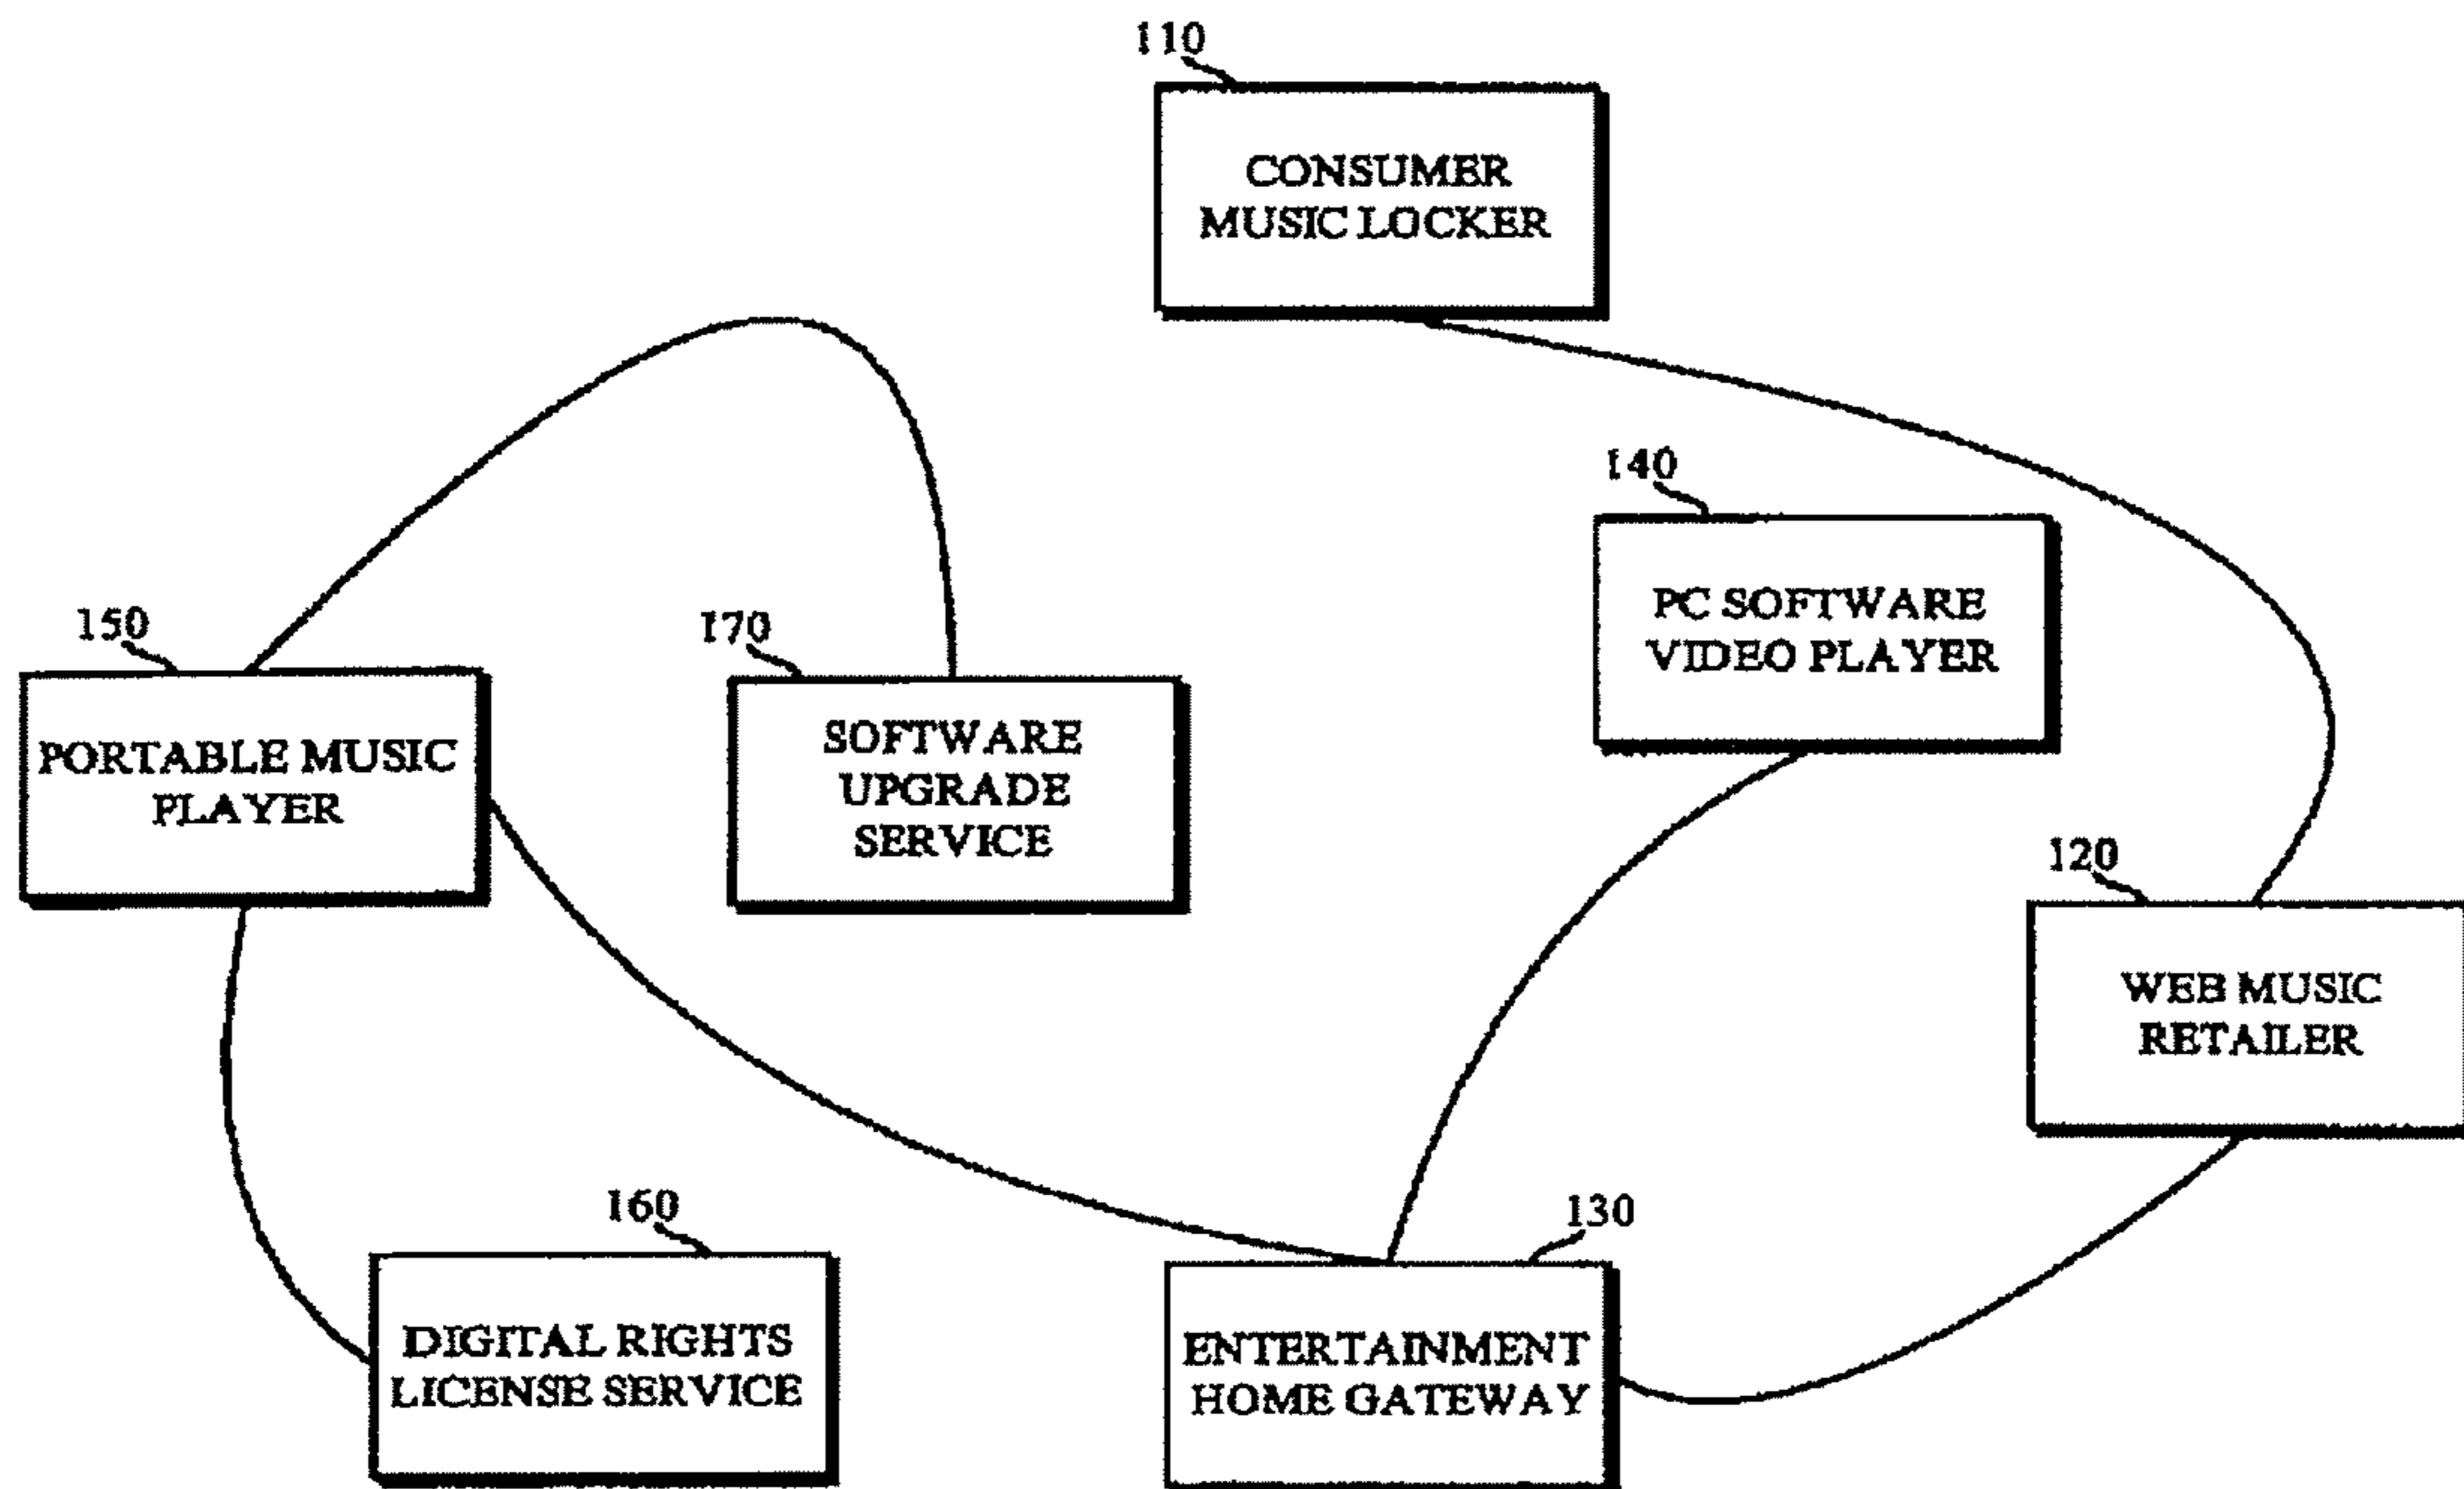 110
CONSUMER
MUSIC LOCKER
140
PC SOFTWARE
VIDEO PLAYER
150
PORTABLE MUSIC
PLAYER
170
SOFTWARE
UPGRADE
SERVICE
120
WEB MUSIC
RETAILER
160
DIGITAL RIGHTS
LICENSE SERVICE
130
ENTERTAINMENT
HOME GATEWAY